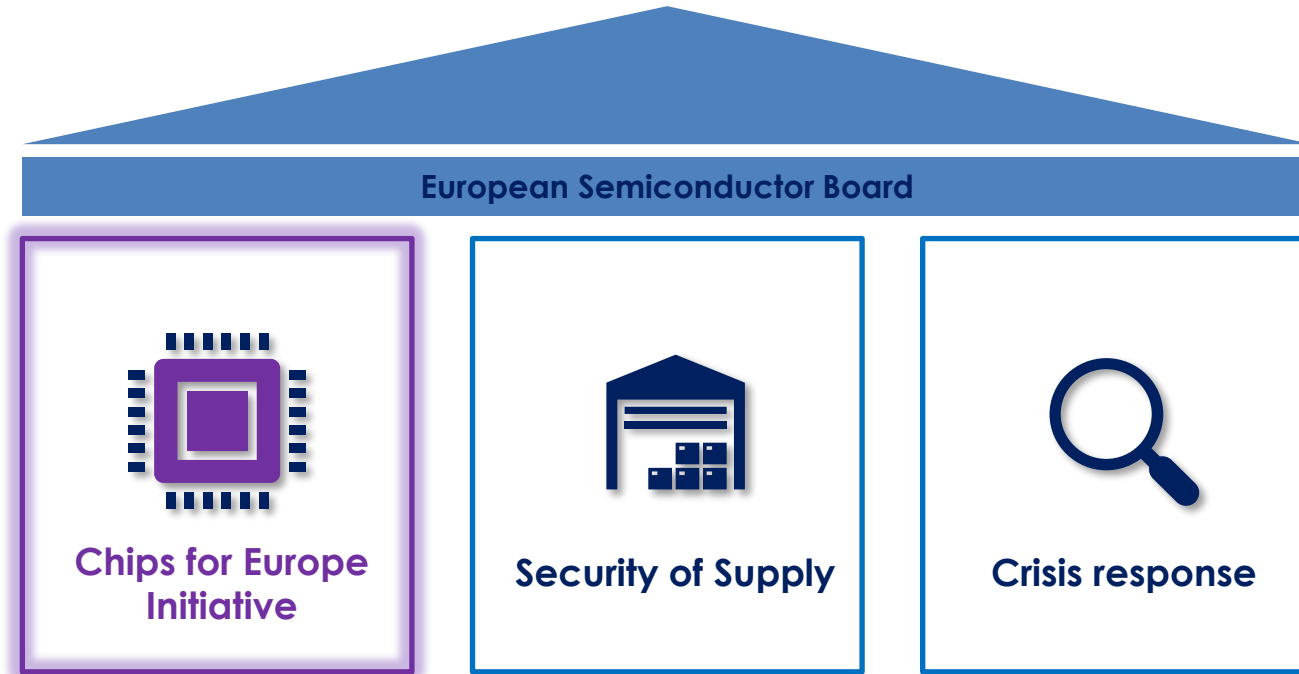 European Semiconductor Board
Chips for Europe
Initiative
Security of Supply
Crisis response